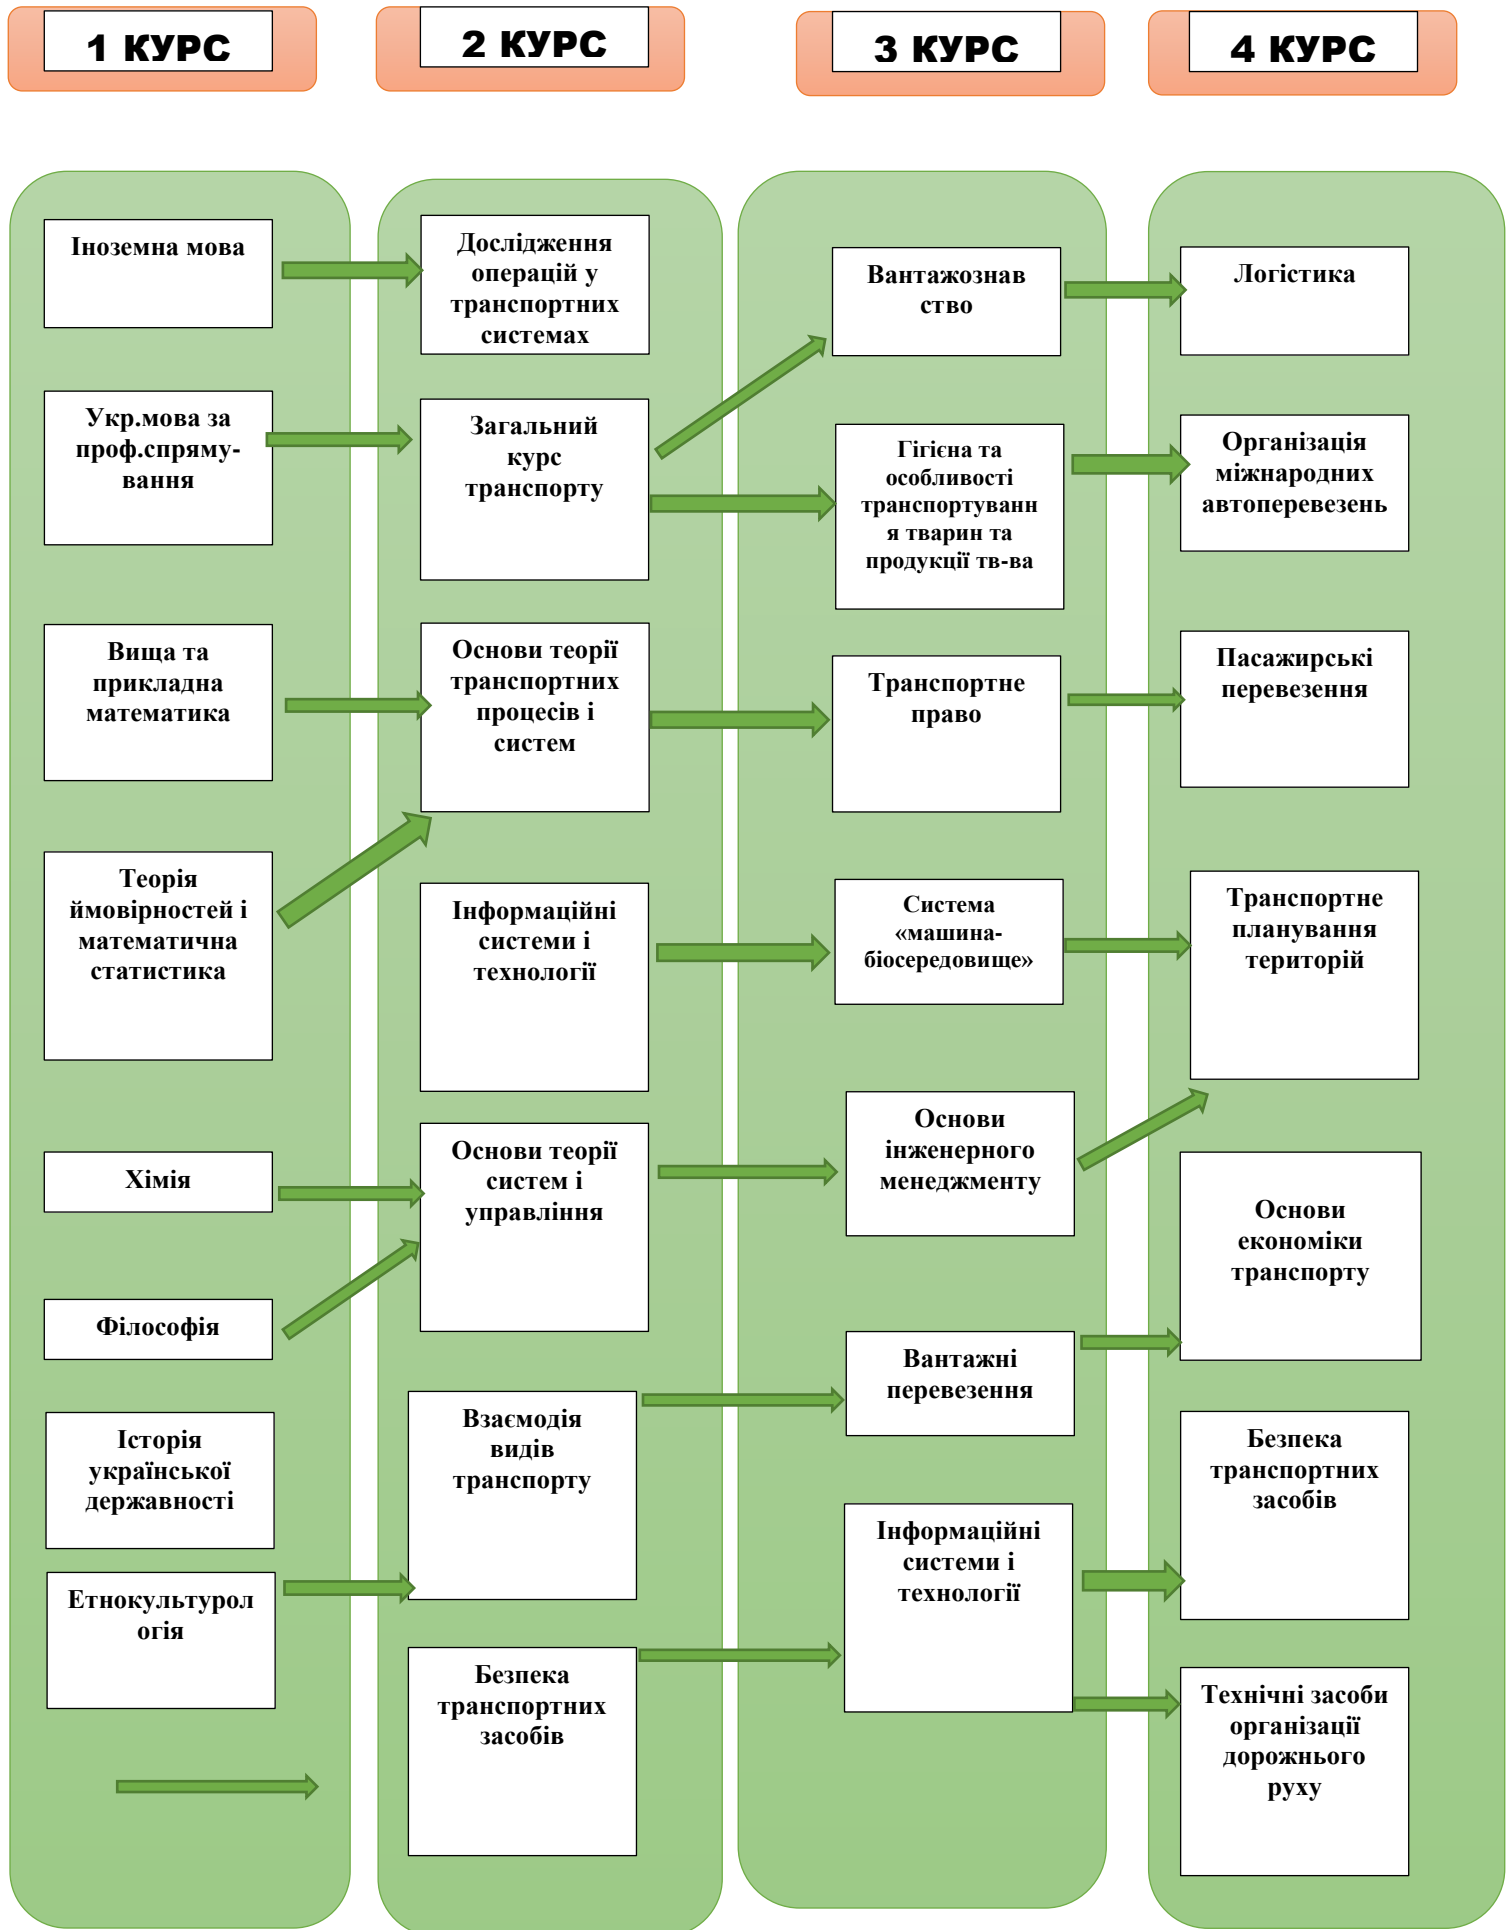 1 КУРС
2 КУРС
3 КУРС
4 КУРС
Іноземна мова
Укр.мова за
проф.спряму-
вання
Вища та
прикладна
математика
Теорія
ймовірностей і
математична
статистика
Хімія
Філософія
Історія
української
державності
Етнокультурол
огія
Дослідження
операцій у
транспортних
системах
Загальний
курс
транспорту
Основи теорії
транспортних
процесів і
систем
Інформаційні
системи і
технології
Основи теорії
систем і
управління
Взаємодія
видів
транспорту
Безпека
транспортних
засобів
Вантажознав
ство
Гігієна та
особливості
транспортуванн
я тварин та
продукції тв-ва
Транспортне
право
Система
«машина-
біосередовище»
Основи
інженерного
менеджменту
Вантажні
перевезення
Інформаційні
системи і
технології
Логістика
Організація
міжнародних
автоперевезень
Пасажирські
перевезення
Транспортне
планування
територій
Основи
економіки
транспорту
Безпека
транспортних
засобів
Технічні засоби
організації
дорожнього
руху